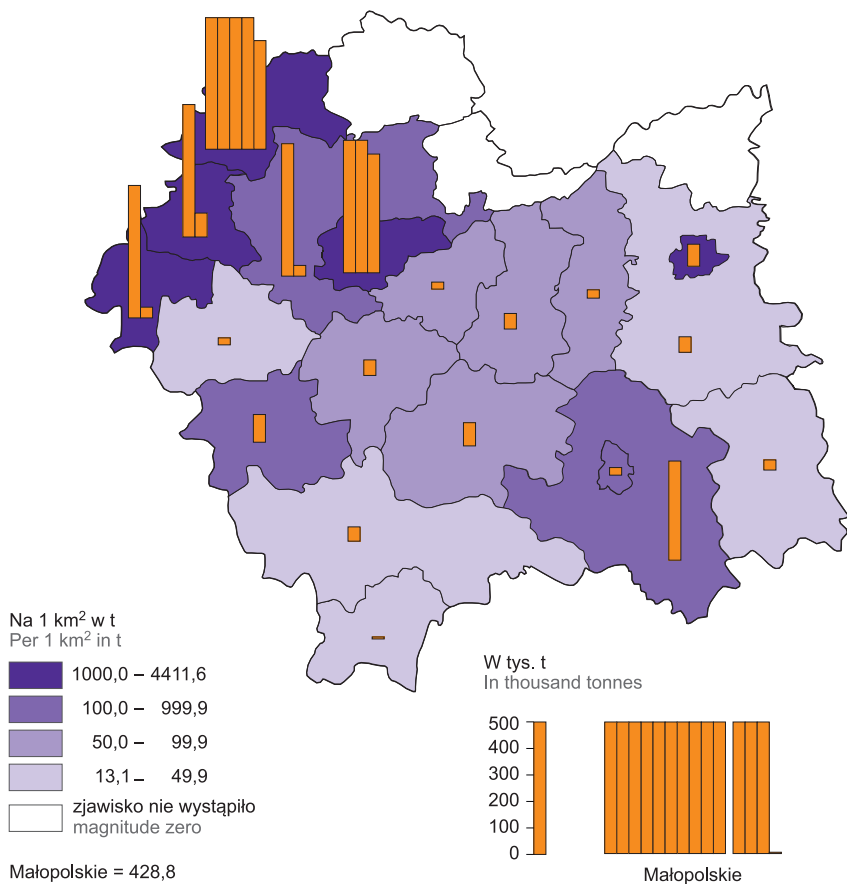 Na 1 km² w t
Per 1 km² in t
1000,0 – 4411,6
100,0 – 999,9
50,0 – 99,9
13,1 – 49,9
zjawisko nie wystąpiło
magnitude zero
Małopolskie = 428,8
W tys. t
In thousand tonnes
500
400
300
200
100
0
Małopolskie